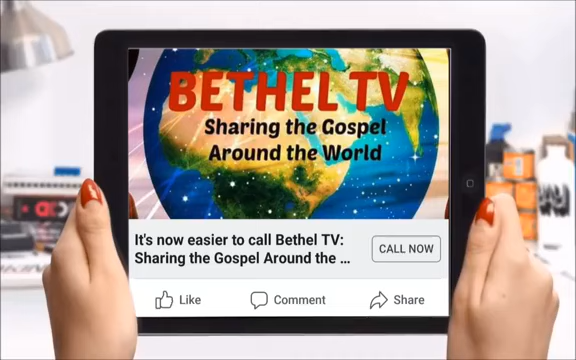 BETHEL TV
Sharing the Gospel
Around the World
It's now easier to call Bethel TV:
Sharing the Gospel Around the ...
CALL NOW
Like
Comment
Share